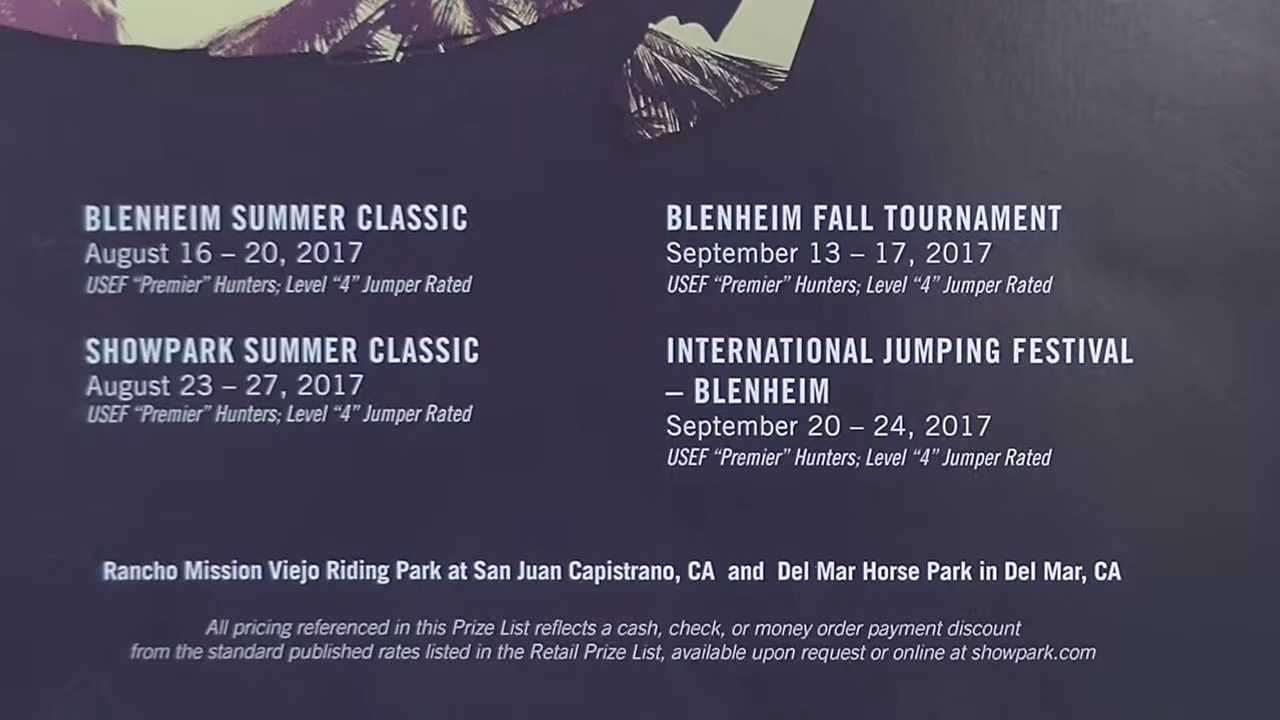 BLENHEIM SUMMER CLASSIC
August 16 – 20, 2017
USEF “Premier” Hunters; Level “4” Jumper Rated
SHOWPARK SUMMER CLASSIC
August 23 – 27, 2017
USEF “Premier” Hunters; Level “4” Jumper Rated
BLENHEIM FALL TOURNAMENT
September 13 – 17, 2017
USEF “Premier” Hunters; Level “4” Jumper Rated
INTERNATIONAL JUMPING FESTIVAL
– BLENHEIM
September 20 – 24, 2017
USEF “Premier” Hunters; Level “4” Jumper Rated
Rancho Mission Viejo Riding Park at San Juan Capistrano, CA and Del Mar Horse Park in Del Mar, CA
All pricing referenced in this Prize List reflects a cash, check, or money order payment discount
from the standard published rates listed in the Retail Prize List, available upon request or online at showpark.com